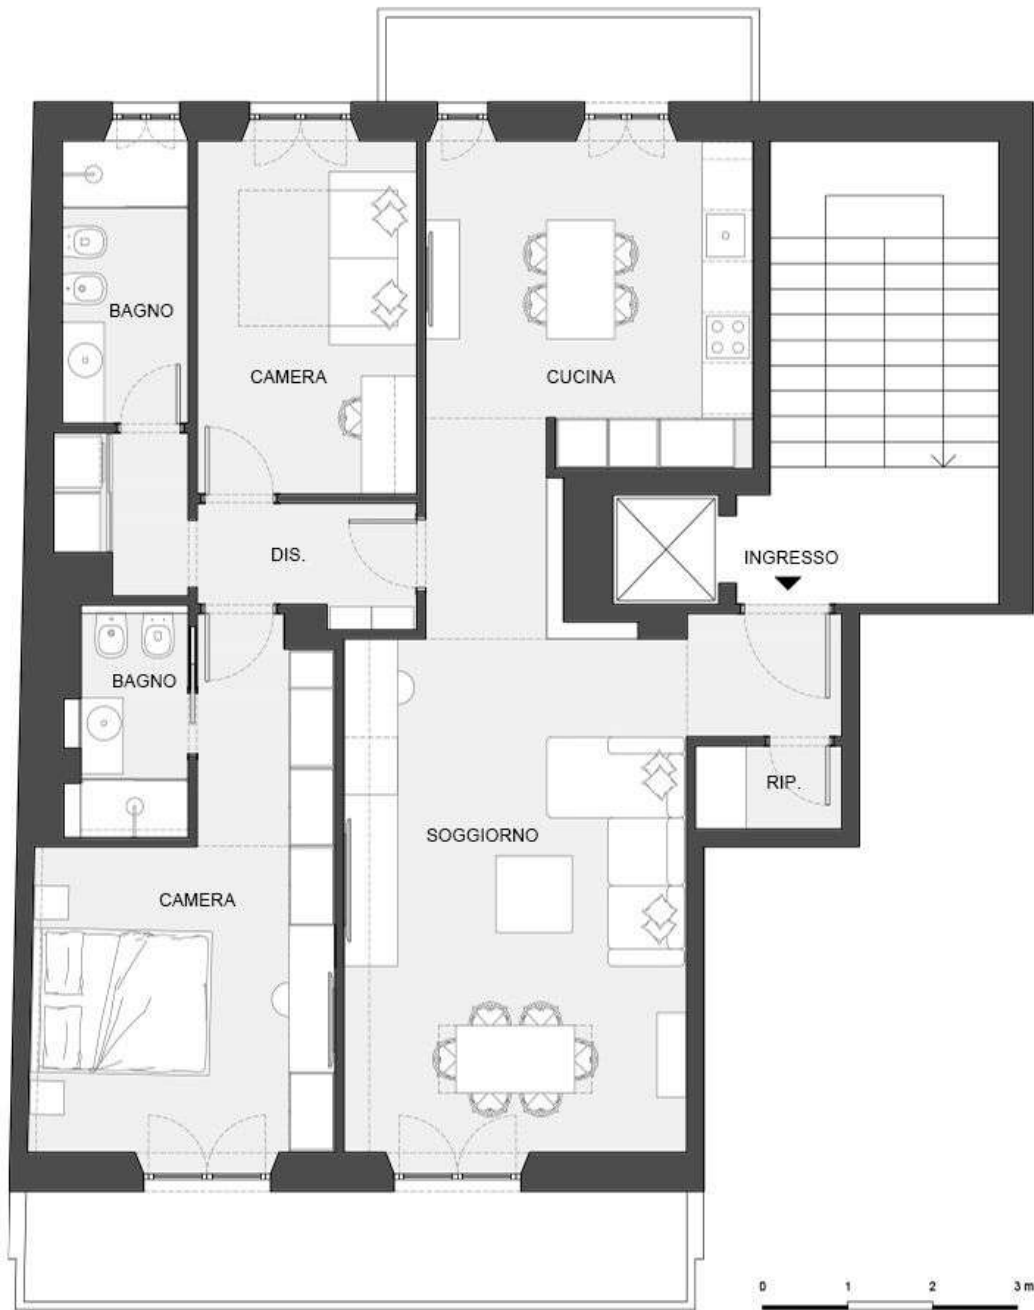 BAGNO
CAMERA
CUCINA
DIS.
INGRESSO
BAGNO
RIP.
SOGGIORNO
CAMERA
0 1 2 3 m